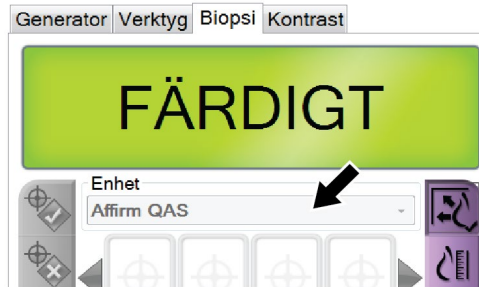 Generator Verktyg Biopsi Kontrast
FÄRDIGT
Enhet
Affirm QAS